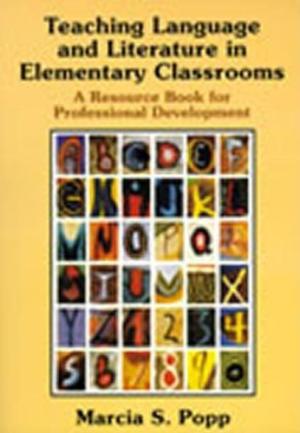 Teaching Language
and Literature in
Elementary Classrooms
A Resource Book for
Professional Development
A B C D E F
G H I J K L
M N O P Q R
S T U V W X
Y Z 1 2 3 4
5 6 7 8 9 0
Marcia S. Popp